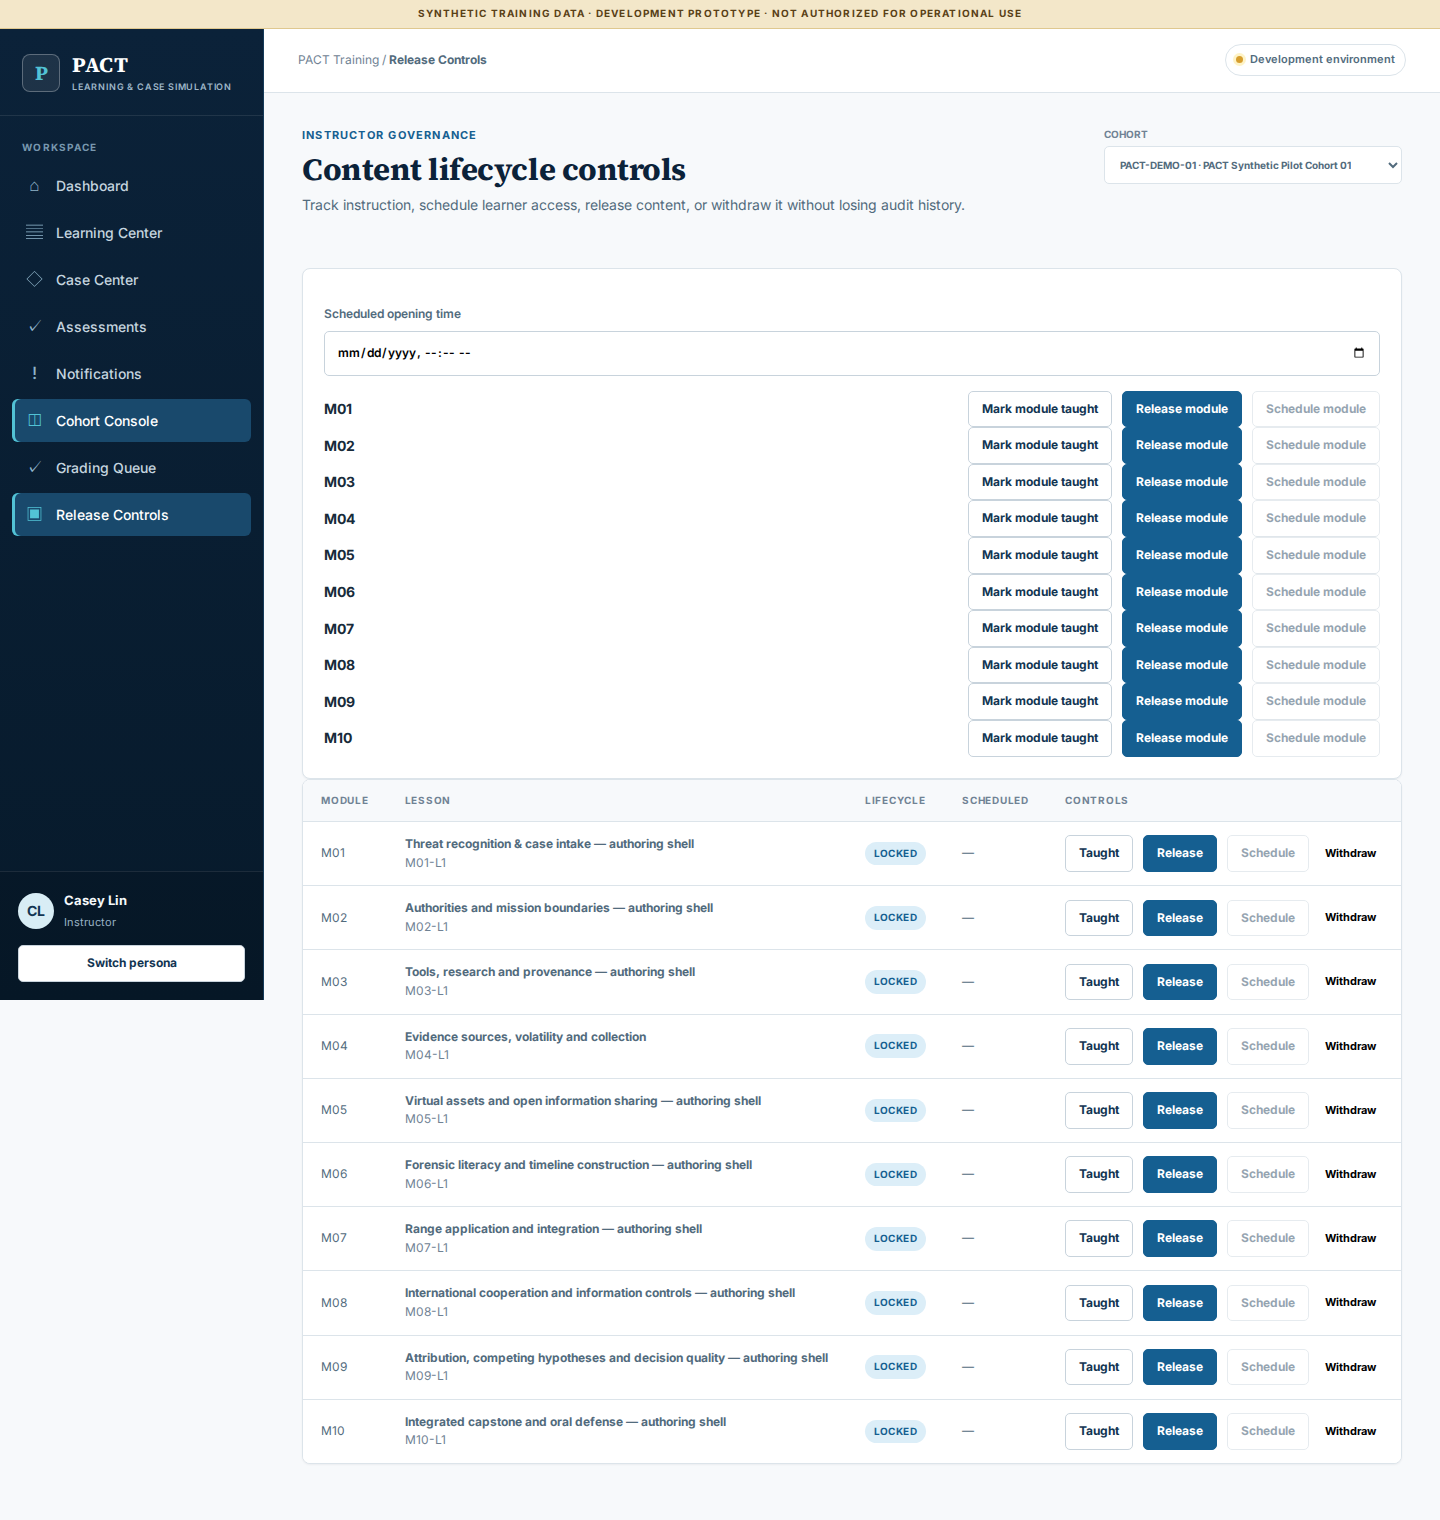 SYNTHETIC TRAINING DATA · DEVELOPMENT PROTOTYPE · NOT AUTHORIZED FOR OPERATIONAL USE
P
PACT
LEARNING & CASE SIMULATION
WORKSPACE
Dashboard
Learning Center
Case Center
Assessments
Notifications
Cohort Console
Grading Queue
Release Controls
CL
Casey Lin
Instructor
Switch persona
PACT Training / Release Controls
Development environment
INSTRUCTOR GOVERNANCE
Content lifecycle controls
Track instruction, schedule learner access, release content, or withdraw it without losing audit history.
COHORT
PACT-DEMO-01 · PACT Synthetic Pilot Cohort 01
Scheduled opening time
mm/dd/yyyy, --:-- --
M01 Mark module taught Release module Schedule module
M02 Mark module taught Release module Schedule module
M03 Mark module taught Release module Schedule module
M04 Mark module taught Release module Schedule module
M05 Mark module taught Release module Schedule module
M06 Mark module taught Release module Schedule module
M07 Mark module taught Release module Schedule module
M08 Mark module taught Release module Schedule module
M09 Mark module taught Release module Schedule module
M10 Mark module taught Release module Schedule module
MODULE LESSON LIFECYCLE SCHEDULED CONTROLS
M01 Threat recognition & case intake — authoring shell LOCKED — Taught Release Schedule Withdraw
M01-L1
M02 Authorities and mission boundaries — authoring shell LOCKED — Taught Release Schedule Withdraw
M02-L1
M03 Tools, research and provenance — authoring shell LOCKED — Taught Release Schedule Withdraw
M03-L1
M04 Evidence sources, volatility and collection LOCKED — Taught Release Schedule Withdraw
M04-L1
M05 Virtual assets and open information sharing — authoring shell LOCKED — Taught Release Schedule Withdraw
M05-L1
M06 Forensic literacy and timeline construction — authoring shell LOCKED — Taught Release Schedule Withdraw
M06-L1
M07 Range application and integration — authoring shell LOCKED — Taught Release Schedule Withdraw
M07-L1
M08 International cooperation and information controls — authoring shell LOCKED — Taught Release Schedule Withdraw
M08-L1
M09 Attribution, competing hypotheses and decision quality — authoring shell LOCKED — Taught Release Schedule Withdraw
M09-L1
M10 Integrated capstone and oral defense — authoring shell LOCKED — Taught Release Schedule Withdraw
M10-L1